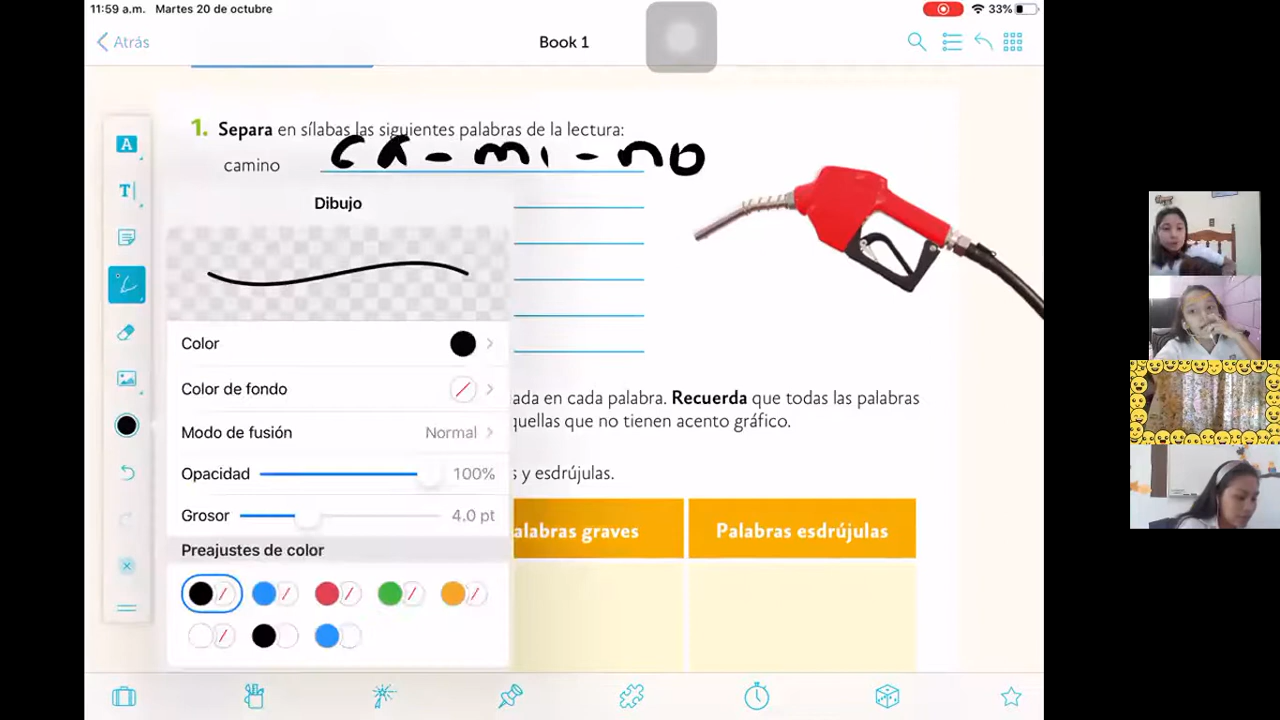 11:59 a.m. Martes 20 de octubre
33%
Atrás
Book 1
1. Separa en sílabas las siguientes palabras de la lectura:
camino ca-mi-no
Dibujo
Color
Color de fondo
ada en cada palabra. Recuerda que todas las palabras
quellas que no tienen acento gráfico.
Modo de fusión Normal
Opacidad 100%
s y esdrújulas.
Grosor 4.0 pt
alabras graves
Palabras esdrújulas
Preajustes de color
A
T